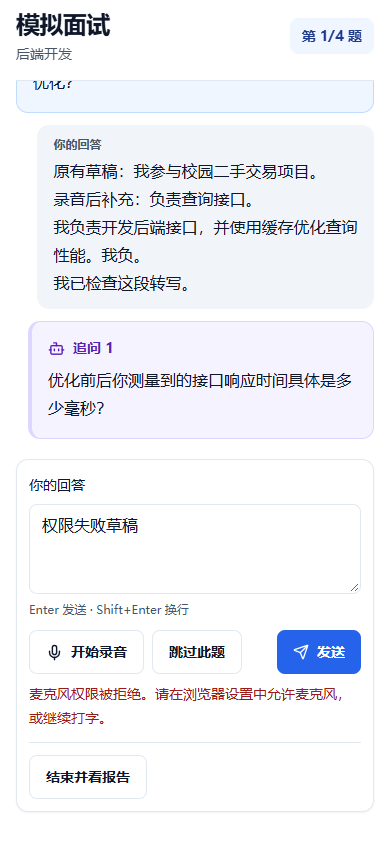 模拟面试
后端开发
第 1/4 题
优化？
你的回答
原有草稿：我参与校园二手交易项目。
录音后补充：负责查询接口。
我负责开发后端接口，并使用缓存优化查询
性能。我负。
我已检查这段转写。
追问 1
优化前后你测量到的接口响应时间具体是多
少毫秒？
你的回答
权限失败草稿
Enter 发送 · Shift+Enter 换行
开始录音
跳过此题
发送
麦克风权限被拒绝。请在浏览器设置中允许麦克风，
或继续打字。
结束并看报告